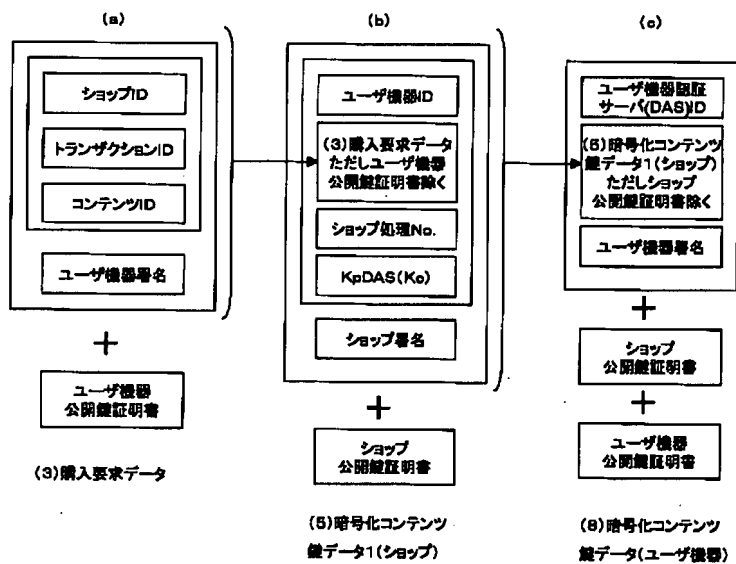 (a)
ショップID
トランザクションID
コンテンツID
ユーザ機器署名
+
ユーザ機器
公開鍵証明書
(3)購入要求データ
(b)
ユーザ機器ID
(3)購入要求データ
ただしユーザ機器
公開鍵証明書除く
ショップ処理No.
KpDAS(Kc)
ショップ署名
+
ショップ
公開鍵証明書
(5)暗号化コンテンツ
鍵データ1(ショップ)
(c)
ユーザ機器認証
サーバ(DAS)ID
(5)暗号化コンテンツ
鍵データ1(ショップ)
ただしショップ
公開鍵証明書除く
ユーザ機器署名
+
ショップ
公開鍵証明書
+
ユーザ機器
公開鍵証明書
(8)暗号化コンテンツ
鍵データ(ユーザ機器)